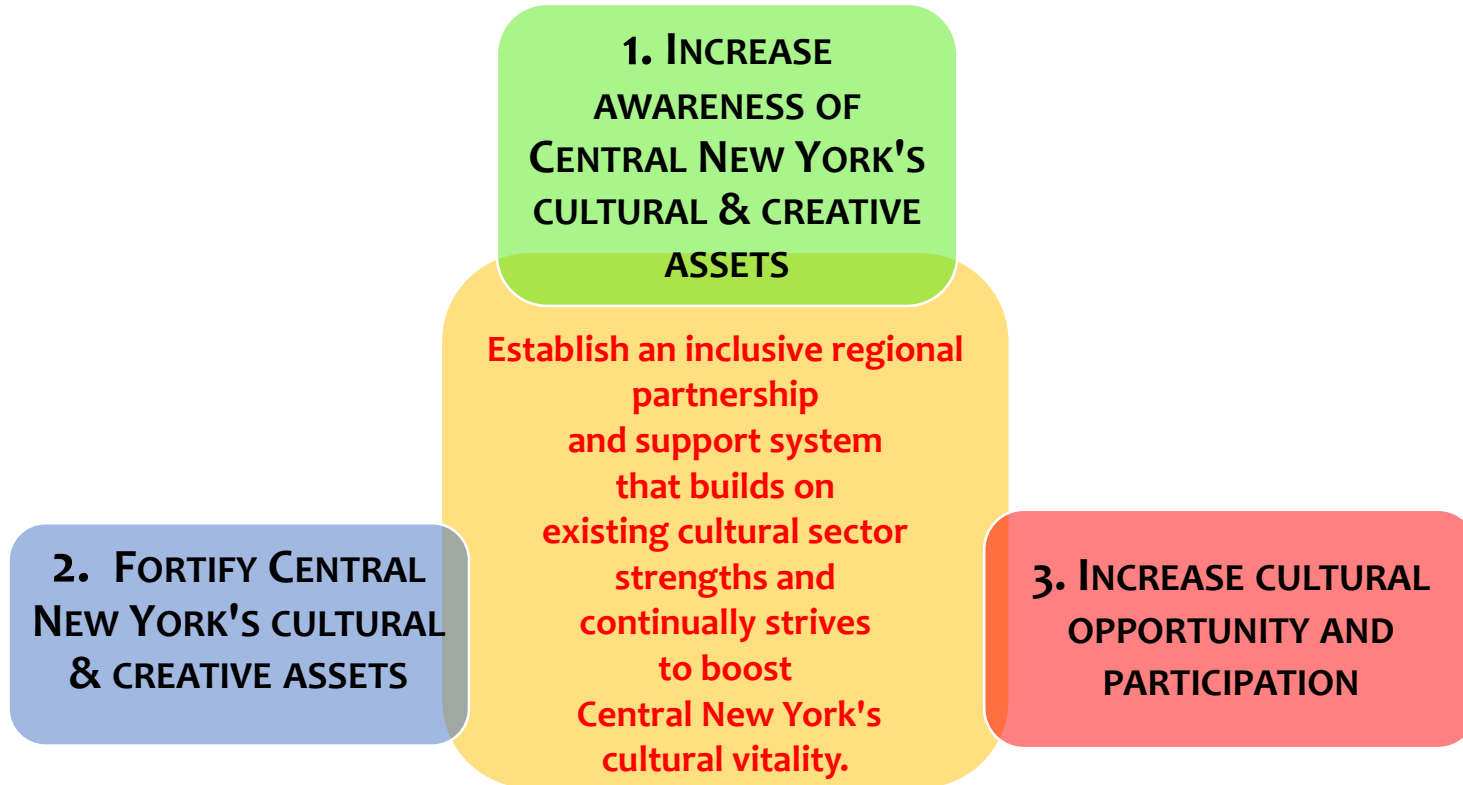 1. Increase
awareness of
Central New York's
cultural & creative
assets
Establish an inclusive regional
partnership
and support system
that builds on
existing cultural sector
strengths and
continually strives
to boost
Central New York's
cultural vitality.
2. Fortify Central
New York's cultural
& creative assets
3. Increase cultural
opportunity and
participation